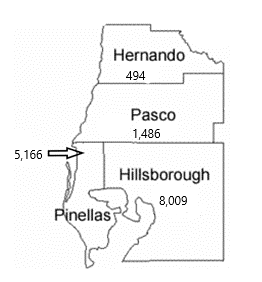 Hernando
494
Pasco
1,486
5,166
Hillsborough
8,009
Pinellas